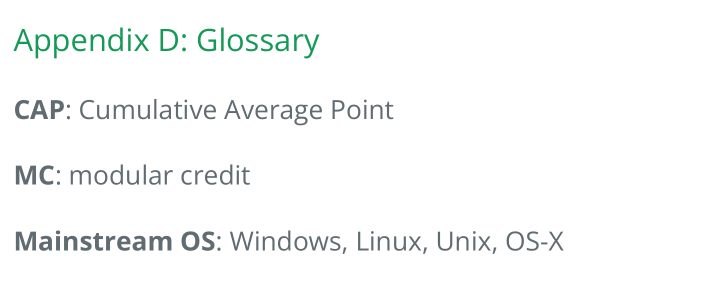 Appendix D: Glossary
CAP: Cumulative Average Point
MC: modular credit
Mainstream OS: Windows, Linux, Unix, OS-X